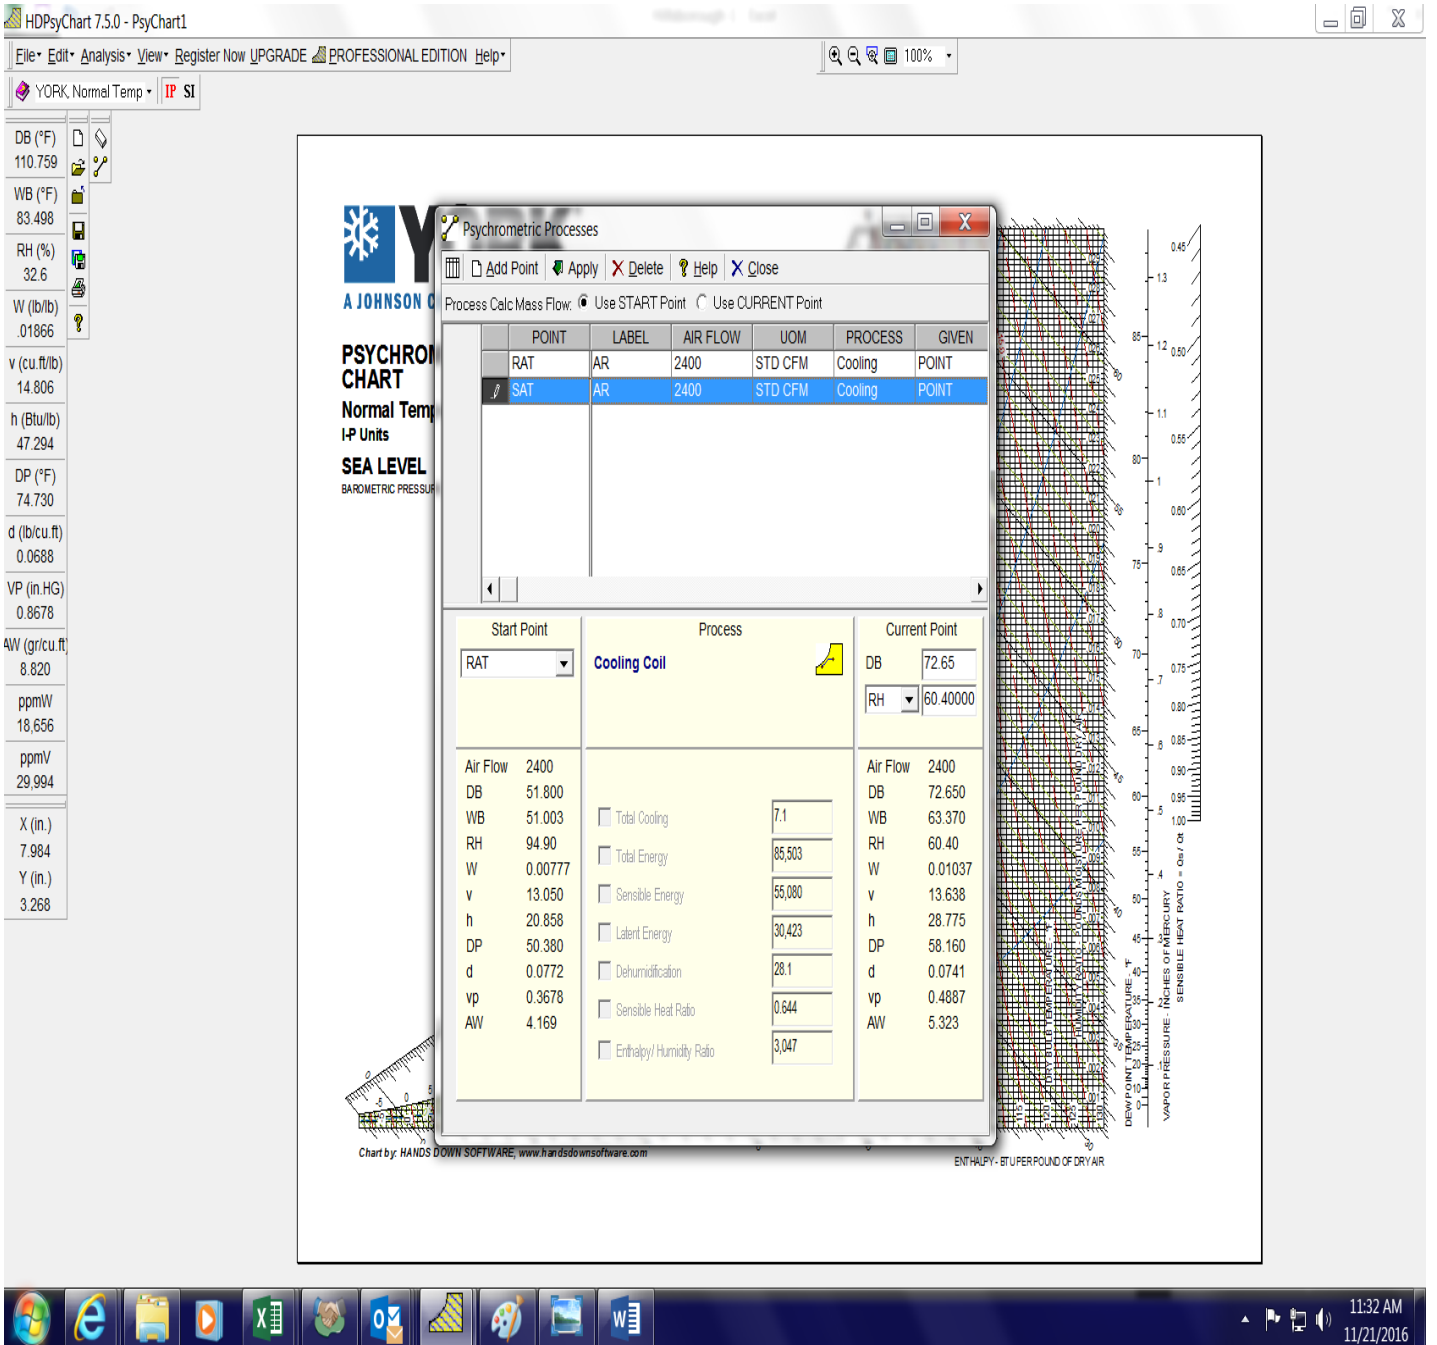 HDPsyChart 7.5.0 - PsyChart1
File Edit Analysis View Register Now UPGRADE PROFESSIONAL EDITION Help
100%
YORK, Normal Temp IP SI
DB (°F)
110.759
WB (°F)
83.498
RH (%)
32.6
W (lb/lb)
.01866
v (cu.ft/lb)
14.806
h (Btu/lb)
47.294
DP (°F)
74.730
d (lb/cu.ft)
0.0688
VP (in.HG)
0.8678
AW (gr/cu.ft)
8.820
ppmW
18,656
ppmV
29,994
X (in.)
7.984
Y (in.)
3.268
A JOHNSON C
PSYCHRO
CHART
Normal Temp
I-P Units
SEA LEVEL
BAROMETRIC PRESSUR
Psychrometric Processes
Add Point Apply Delete Help Close
Process Calc Mass Flow: Use START Point Use CURRENT Point
POINT LABEL AIR FLOW UOM PROCESS GIVEN
RAT AR 2400 STD CFM Cooling POINT
SAT AR 2400 STD CFM Cooling POINT
Start Point Process Current Point
RAT Cooling Coil DB 72.65
RH 60.40000
Air Flow 2400
DB 51.800
WB 51.003
RH 94.90
W 0.00777
v 13.050
h 20.858
DP 50.380
d 0.0772
vp 0.3678
AW 4.169
Total Cooling 7.1
Total Energy 85,503
Sensible Energy 55,080
Latent Energy 30,423
Dehumidification 28.1
Sensible Heat Ratio 0.644
Enthalpy/ Humidity Ratio 3,047
Air Flow 2400
DB 72.650
WB 63.370
RH 60.40
W 0.01037
v 13.638
h 28.775
DP 58.160
d 0.0741
vp 0.4887
AW 5.323
DRY BULB TEMPERATURE - °F
HUMIDITY RATIO - POUNDS MOISTURE PER POUND DRY AIR
DEW POINT TEMPERATURE - °F
VAPOR PRESSURE - INCHES OF MERCURY
SENSIBLE HEAT RATIO = Qs / Qt
Chart by: HANDS DOWN SOFTWARE, www.handsdownsoftware.com
ENTHALPY - BTU PER POUND OF DRY AIR
11:32 AM
11/21/2016